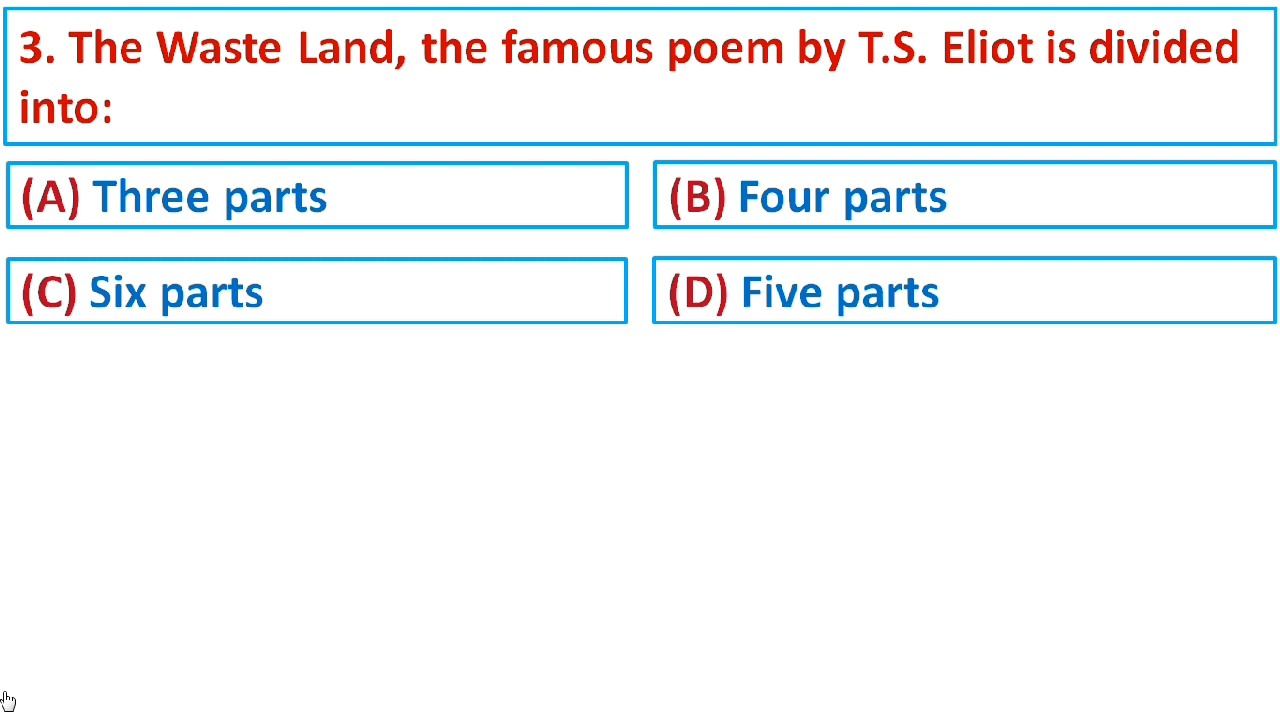 3. The Waste Land, the famous poem by T.S. Eliot is divided
into:
(A) Three parts
(B) Four parts
(C) Six parts
(D) Five parts